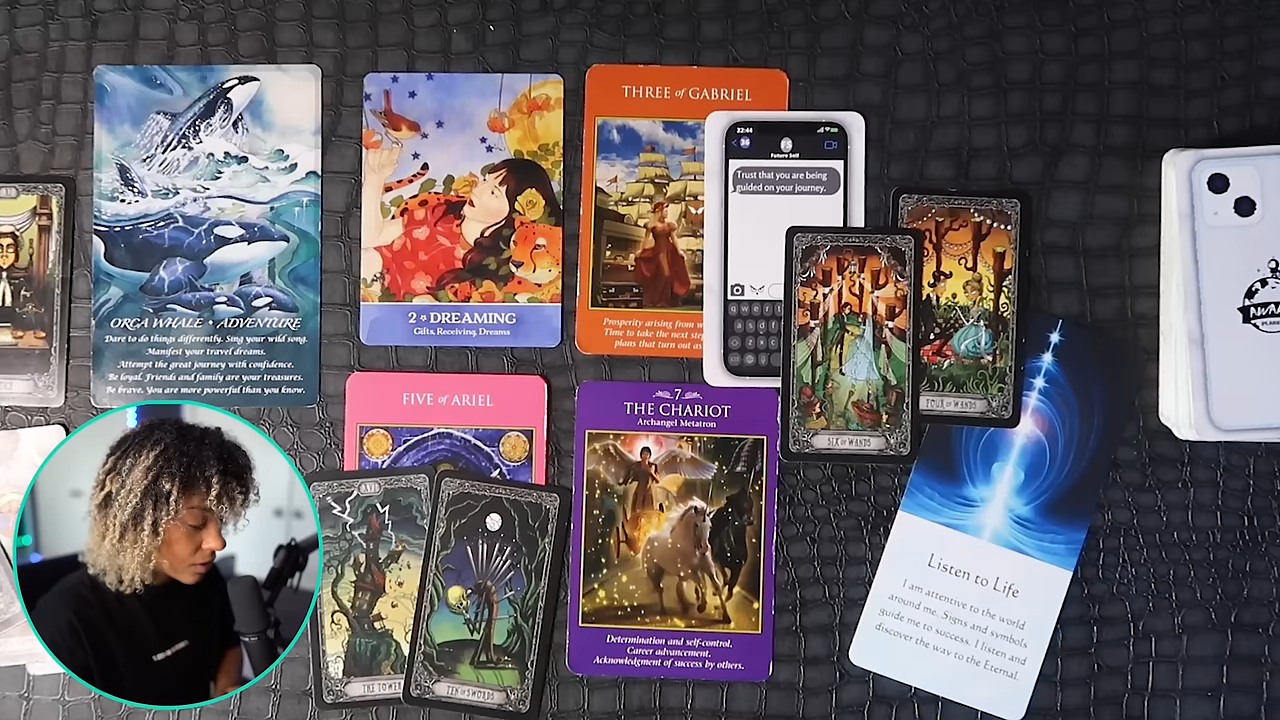 ORCA WHALE • ADVENTURE
Dare to do things differently. Sing your wild song.
Manifest your travel dreams.
Attempt the great journey with confidence.
Be loyal. Friends and family are your treasures.
Be brave. You are more powerful than you know.
2 DREAMING
Gifts, Receiving, Dreams
THREE of GABRIEL
Prosperity arising from
Time to take the next
plans that turn out
22:44
36
FS
Future Self
Trust that you are being
guided on your journey.
SIX OF WANDS
FOUR OF WANDS
FIVE of ARIEL
XVI
THE TOWER
TEN OF SWORDS
7
THE CHARIOT
Archangel Metatron
Determination and self-control.
Career advancement.
Acknowledgment of success by others.
Listen to Life
I am attentive to the world
around me. Signs and symbols
guide me to success. I listen and
discover the way to the Eternal.